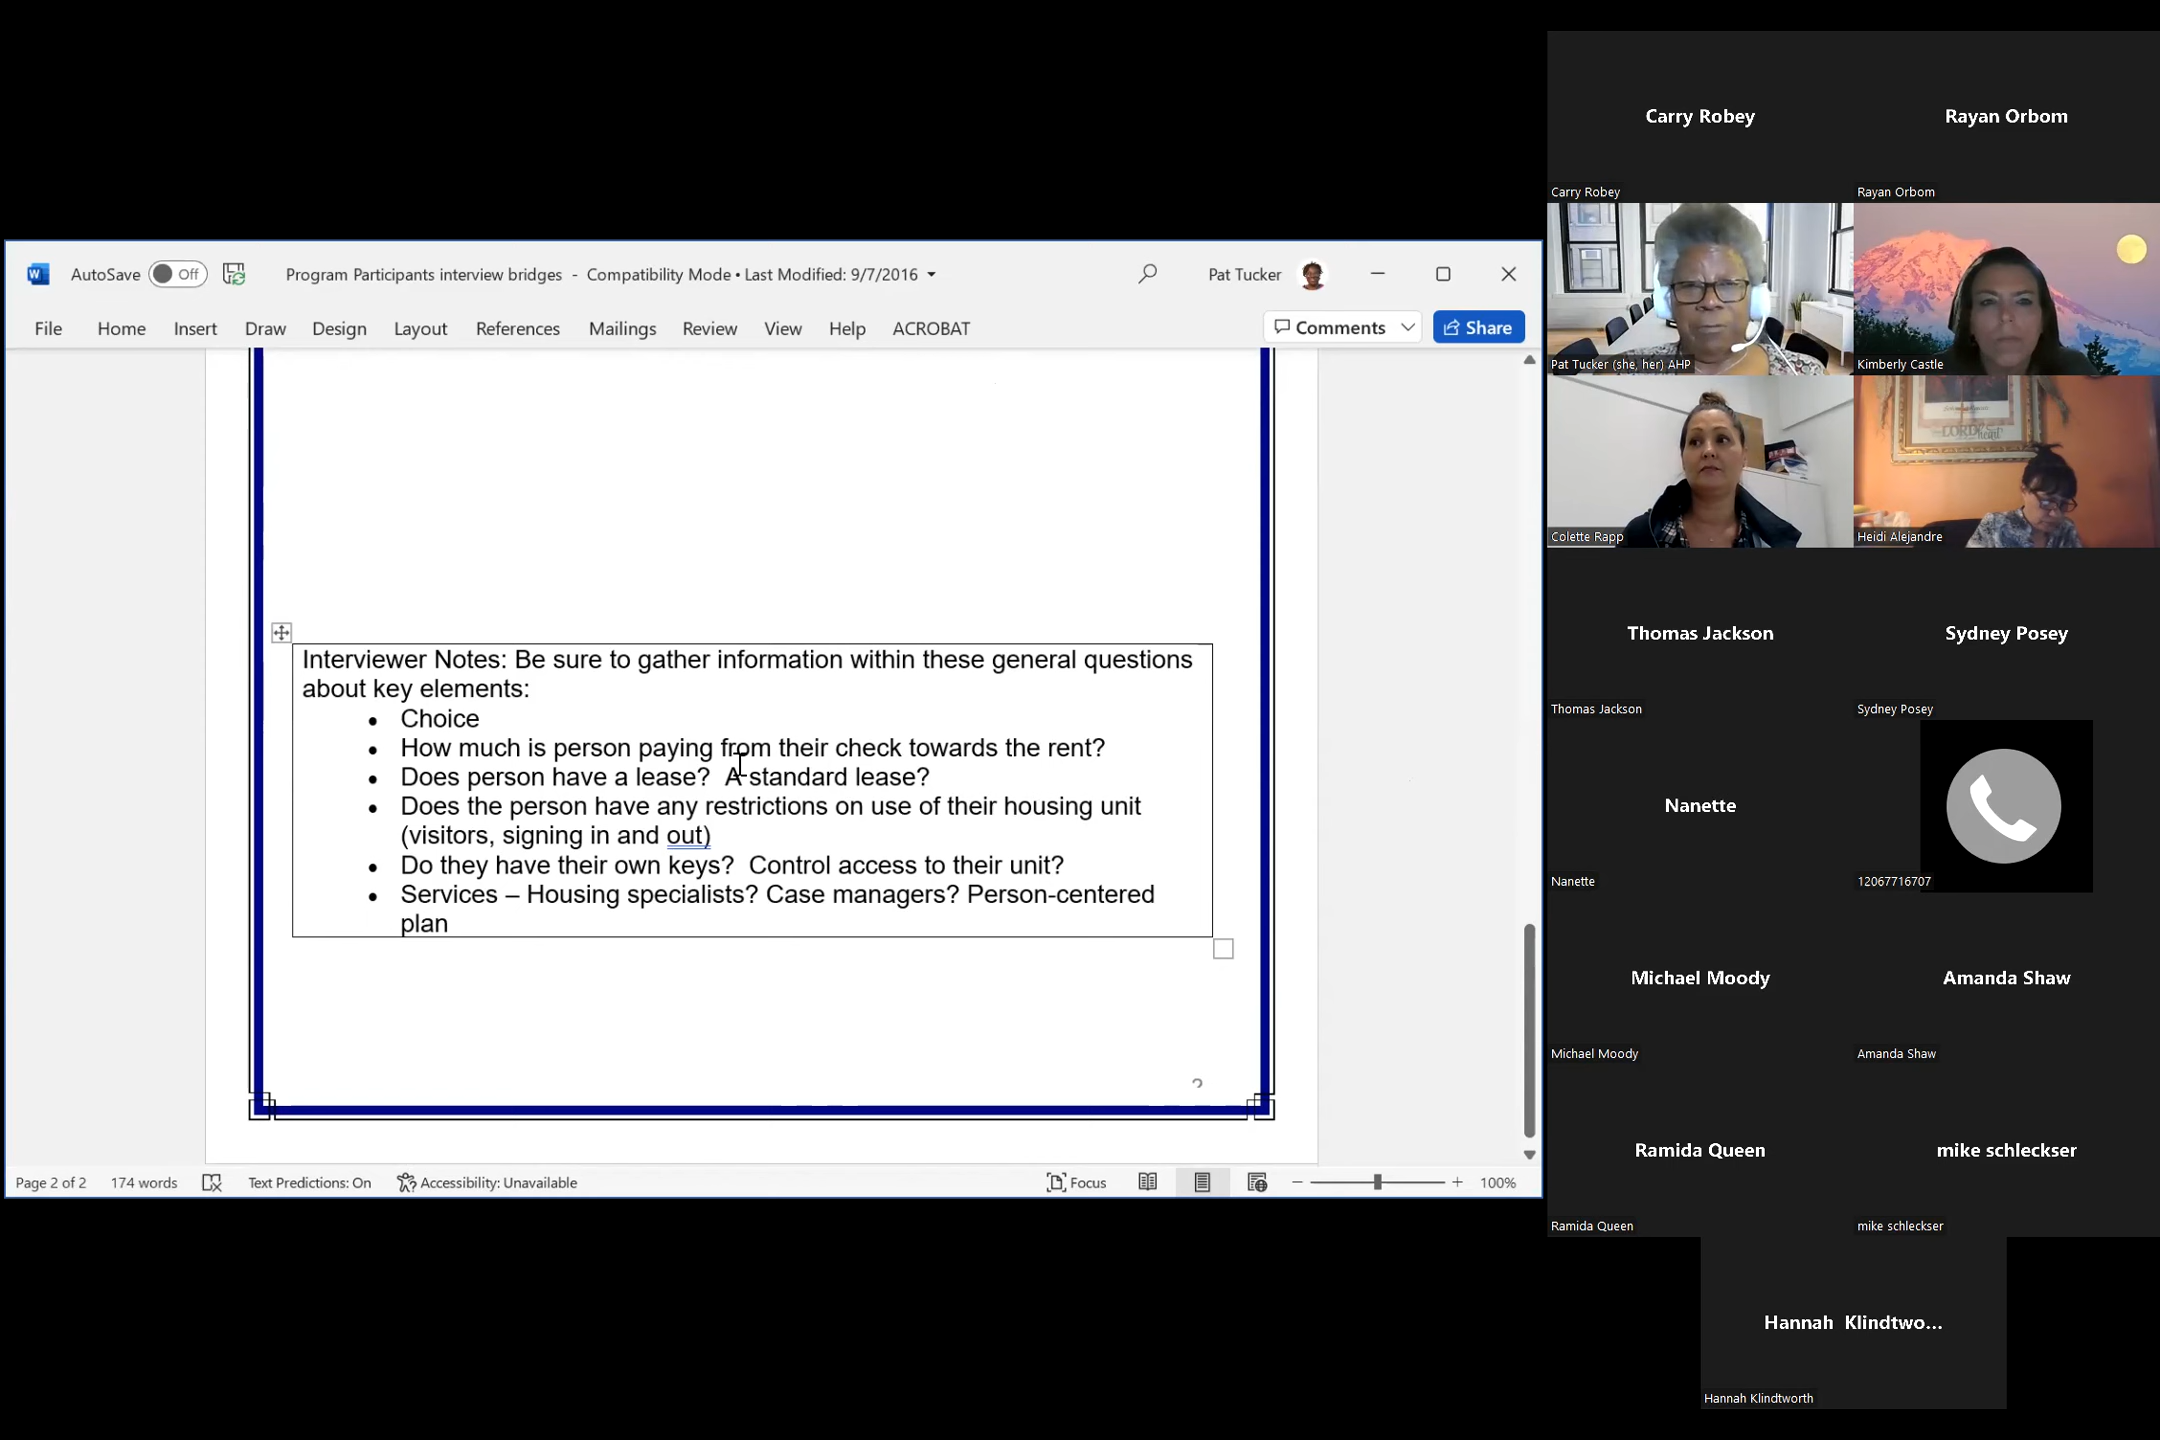 AutoSave Off Program Participants interview bridges - Compatibility Mode • Last Modified: 9/7/2016 Pat Tucker
File Home Insert Draw Design Layout References Mailings Review View Help ACROBAT Comments Share
Interviewer Notes: Be sure to gather information within these general questions
about key elements:
• Choice
• How much is person paying from their check towards the rent?
• Does person have a lease?  A standard lease?
• Does the person have any restrictions on use of their housing unit
(visitors, signing in and out)
• Do they have their own keys?  Control access to their unit?
• Services – Housing specialists? Case managers? Person-centered
plan
Page 2 of 2 174 words Text Predictions: On Accessibility: Unavailable Focus 100%
Carry Robey
Carry Robey
Rayan Orbom
Rayan Orbom
Pat Tucker (she, her) AHP
Kimberly Castle
LORD
heart
Colette Rapp
Heidi Alejandre
Thomas Jackson
Thomas Jackson
Sydney Posey
Sydney Posey
Nanette
Nanette
12067716707
Michael Moody
Michael Moody
Amanda Shaw
Amanda Shaw
Ramida Queen
Ramida Queen
mike schleckser
mike schleckser
Hannah Klindtwo...
Hannah Klindtworth